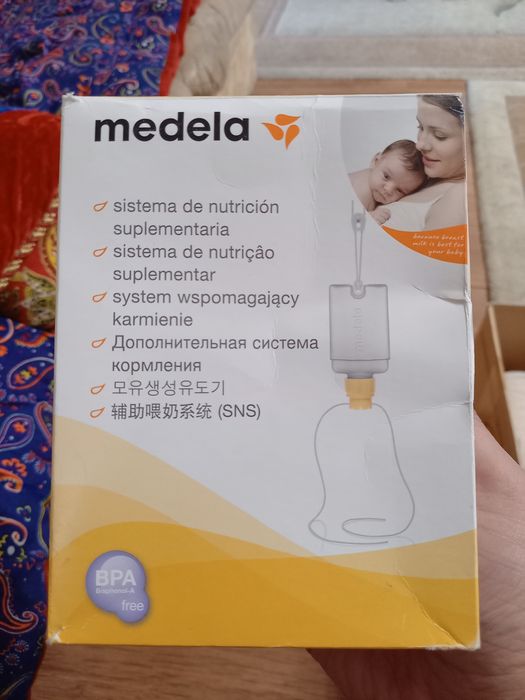 medela
because breast
milk is best for
your baby
sistema de nutrición
suplementaria
sistema de nutrição
suplementar
system wspomagający
karmienie
Дополнительная система
кормления
모유생성유도기
辅助喂奶系统 (SNS)
medela
BPA
Bisphenol-A
free